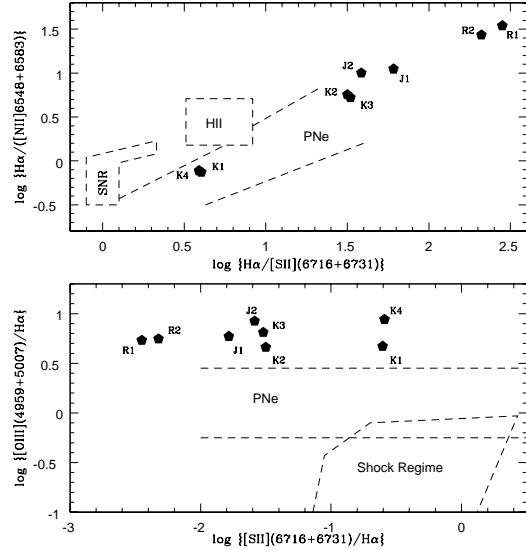 log {Hα/([NII]6548+6583)}
1.5
1
0.5
0
-0.5
R2
R1
J2
J1
K2
K3
HII
PNe
SNR
K4
K1
0
0.5
1
1.5
2
2.5
log {Hα/[SII](6716+6731)}
log {[OIII](4959+5007)/Hα}
1
0.5
0
-0.5
-1
J2
K4
R1
R2
J1
K3
K2
K1
PNe
Shock Regime
-3
-2
-1
0
log {[SII](6716+6731)/Hα}